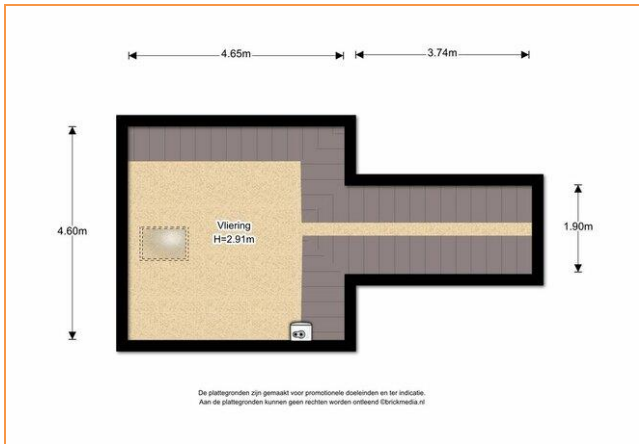 4.65m
3.74m
4.60m
Vliering
H=2.91m
1.90m
De plattegronden zijn gemaakt voor promotionele doeleinden en ter indicatie.
Aan de plattegronden kunnen geen rechten worden ontleend ©brickmedia.nl